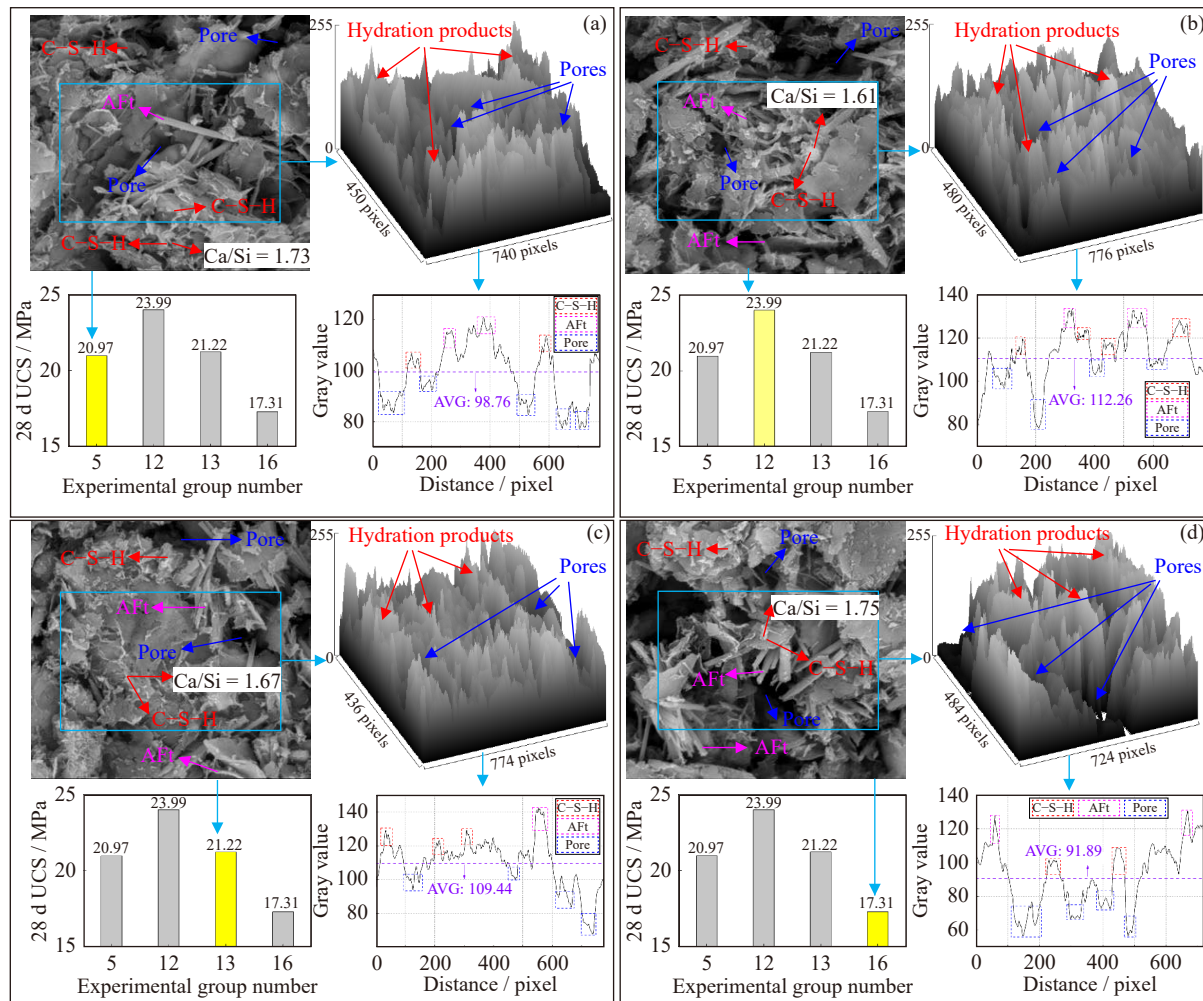 (a)
C−S−H
Pore
AFt
Pore
C−S−H
C−S−H
Ca/Si = 1.73
255
Hydration products
Pores
0
450 pixels
740 pixels
28 d UCS / MPa
25
20
15
20.97
23.99
21.22
17.31
5 12 13 16
Experimental group number
Gray value
120
100
80
C−S−H
AFt
Pore
AVG: 98.76
0 200 400 600
Distance / pixel
(b)
C−S−H
Pore
AFt
Ca/Si = 1.61
Pore
C−S−H
AFt
255
Hydration products
Pores
0
480 pixels
776 pixels
28 d UCS / MPa
25
20
15
20.97
23.99
21.22
17.31
5 12 13 16
Experimental group number
Gray value
140
120
100
80
AVG: 112.26
C−S−H
AFt
Pore
0 200 400 600
Distance / pixel
(c)
C−S−H
Pore
AFt
Pore
Ca/Si = 1.67
C−S−H
AFt
255
Hydration products
Pores
0
436 pixels
774 pixels
28 d UCS / MPa
25
20
15
20.97
23.99
21.22
17.31
5 12 13 16
Experimental group number
Gray value
140
120
100
80
C−S−H
AFt
Pore
AVG: 109.44
0 200 400 600
Distance / pixel
(d)
C−S−H
Pore
Ca/Si = 1.75
AFt
C−S−H
Pore
AFt
255
Hydration products
Pores
0
484 pixels
724 pixels
28 d UCS / MPa
25
20
15
20.97
23.99
21.22
17.31
5 12 13 16
Experimental group number
Gray value
140
120
100
80
60
C−S−H
AFt
Pore
AVG: 91.89
0 200 400 600
Distance / pixel